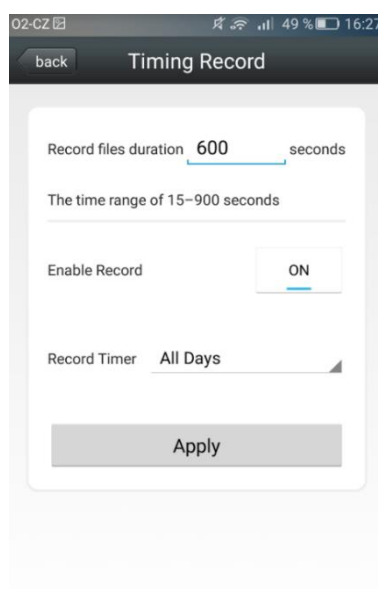 O2-CZ 49 % 16:27
back Timing Record
Record files duration 600 seconds
The time range of 15–900 seconds
Enable Record ON
Record Timer All Days
Apply